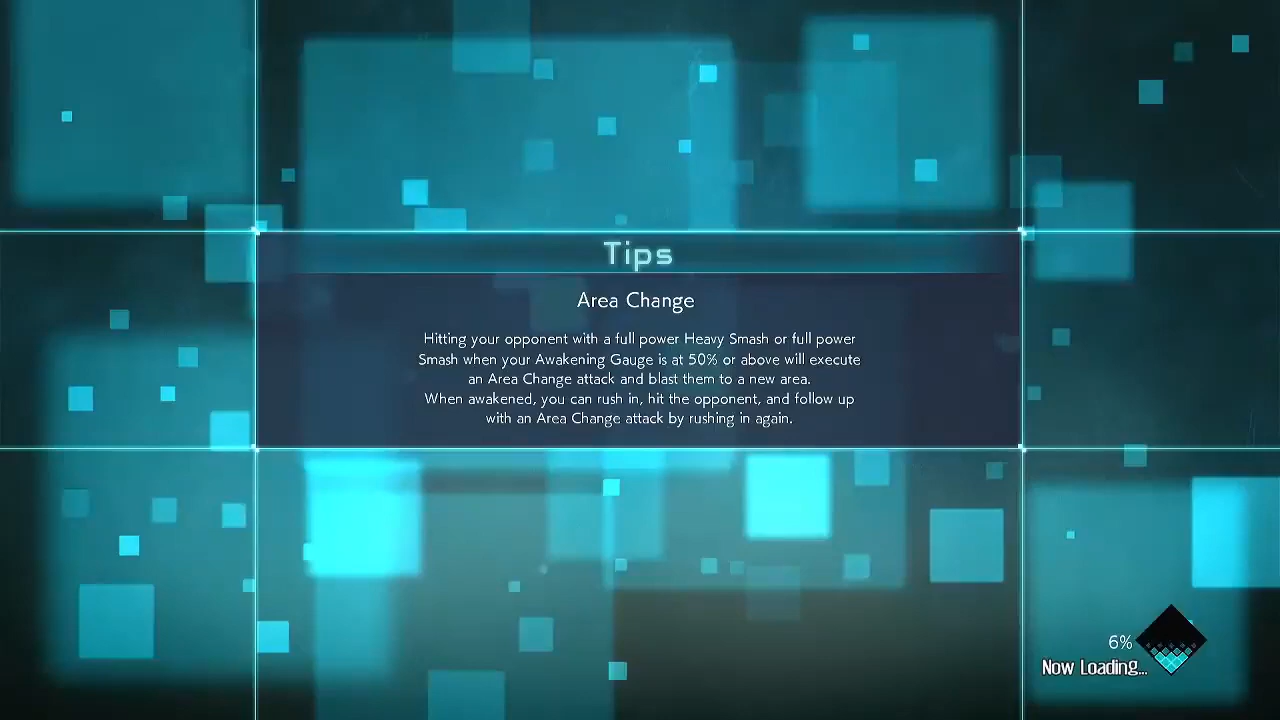 Tips
Area Change
Hitting your opponent with a full power Heavy Smash or full power
Smash when your Awakening Gauge is at 50% or above will execute
an Area Change attack and blast them to a new area.
When awakened, you can rush in, hit the opponent, and follow up
with an Area Change attack by rushing in again.
6%
Now Loading...